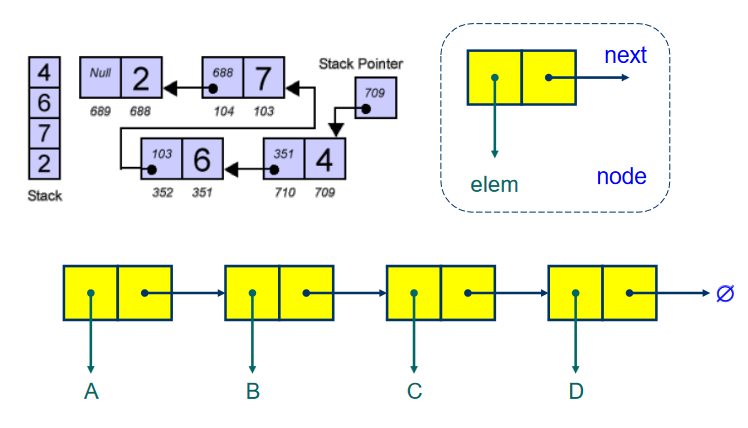 4
6
7
2
Stack
Null 2
689 688
688 7
104 103
Stack Pointer
709
103 6
352 351
351 4
710 709
next
elem
node
∅
A B C D